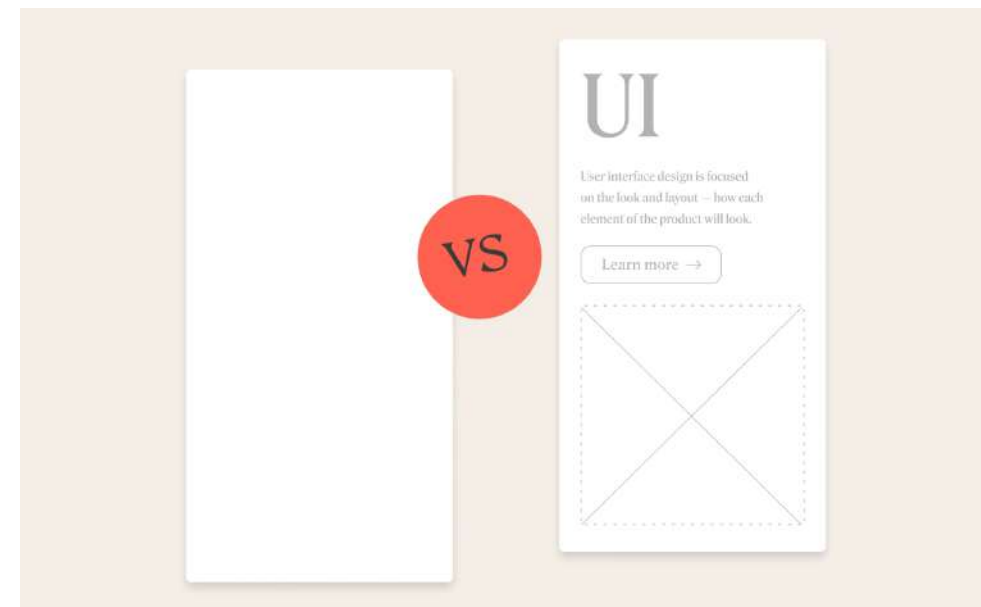 VS
UI
User interface design is focused
on the look and layout — how each
element of the product will look.
Learn more →